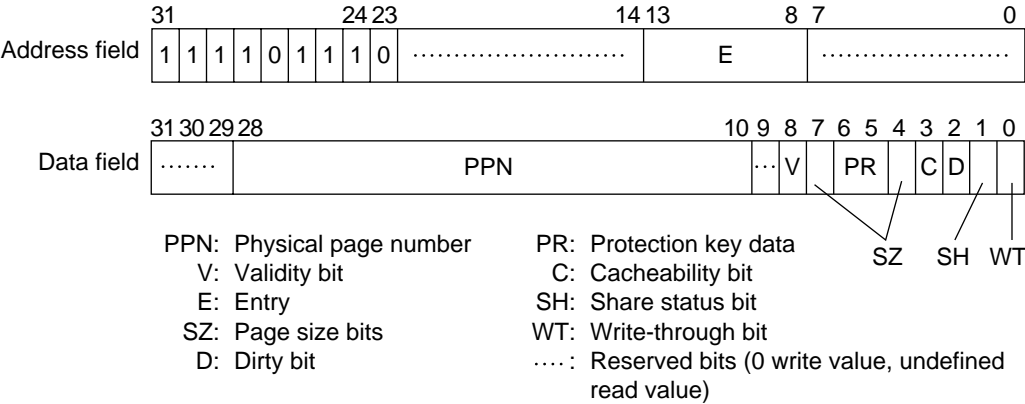 31 24 23 14 13 8 7 0
Address field 1 1 1 1 0 1 1 1 0 ........................ E .....................
31 30 29 28 10 9 8 7 6 5 4 3 2 1 0
Data field ....... PPN ... V PR C D
SZ SH WT
PPN: Physical page number PR: Protection key data
V: Validity bit C: Cacheability bit
E: Entry SH: Share status bit
SZ: Page size bits WT: Write-through bit
D: Dirty bit ....: Reserved bits (0 write value, undefined
read value)